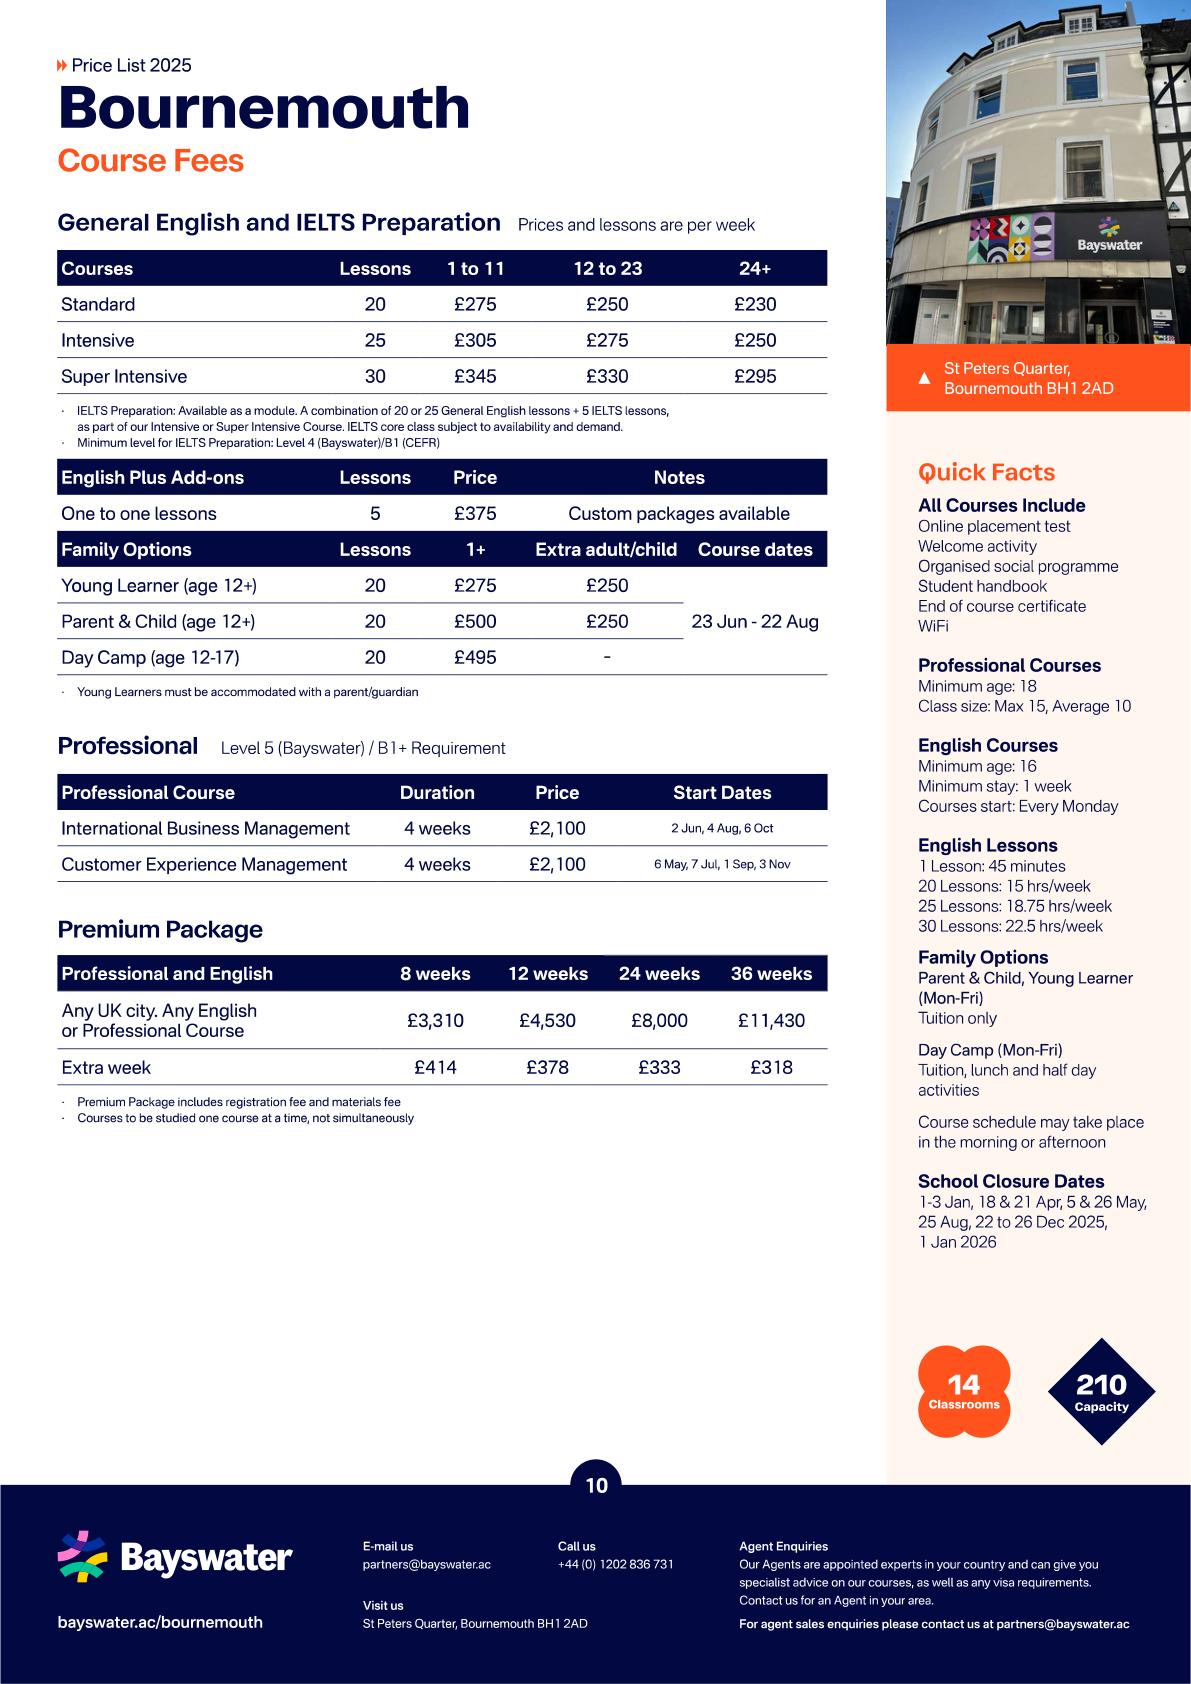 Price List 2025
Bournemouth
Course Fees
General English and IELTS Preparation Prices and lessons are per week
Courses Lessons 1 to 11 12 to 23 24+
Standard 20 £275 £250 £230
Intensive 25 £305 £275 £250
Super Intensive 30 £345 £330 £295
· IELTS Preparation: Available as a module. A combination of 20 or 25 General English lessons + 5 IELTS lessons,
as part of our Intensive or Super Intensive Course. IELTS core class subject to availability and demand.
· Minimum level for IELTS Preparation: Level 4 (Bayswater)/B1 (CEFR)
English Plus Add-ons Lessons Price Notes
One to one lessons 5 £375 Custom packages available
Family Options Lessons 1+ Extra adult/child Course dates
Young Learner (age 12+) 20 £275 £250
Parent & Child (age 12+) 20 £500 £250 23 Jun - 22 Aug
Day Camp (age 12-17) 20 £495 -
· Young Learners must be accommodated with a parent/guardian
Professional Level 5 (Bayswater) / B1+ Requirement
Professional Course Duration Price Start Dates
International Business Management 4 weeks £2,100 2 Jun, 4 Aug, 6 Oct
Customer Experience Management 4 weeks £2,100 6 May, 7 Jul, 1 Sep, 3 Nov
Premium Package
Professional and English 8 weeks 12 weeks 24 weeks 36 weeks
Any UK city. Any English
or Professional Course £3,310 £4,530 £8,000 £11,430
Extra week £414 £378 £333 £318
· Premium Package includes registration fee and materials fee
· Courses to be studied one course at a time, not simultaneously
Bayswater
St Peters Quarter,
Bournemouth BH1 2AD
Quick Facts
All Courses Include
Online placement test
Welcome activity
Organised social programme
Student handbook
End of course certificate
WiFi
Professional Courses
Minimum age: 18
Class size: Max 15, Average 10
English Courses
Minimum age: 16
Minimum stay: 1 week
Courses start: Every Monday
English Lessons
1 Lesson: 45 minutes
20 Lessons: 15 hrs/week
25 Lessons: 18.75 hrs/week
30 Lessons: 22.5 hrs/week
Family Options
Parent & Child, Young Learner
(Mon-Fri)
Tuition only
Day Camp (Mon-Fri)
Tuition, lunch and half day
activities
Course schedule may take place
in the morning or afternoon
School Closure Dates
1-3 Jan, 18 & 21 Apr, 5 & 26 May,
25 Aug, 22 to 26 Dec 2025,
1 Jan 2026
14
Classrooms
210
Capacity
10
Bayswater
bayswater.ac/bournemouth
E-mail us
partners@bayswater.ac
Call us
+44 (0) 1202 836 731
Visit us
St Peters Quarter, Bournemouth BH1 2AD
Agent Enquiries
Our Agents are appointed experts in your country and can give you
specialist advice on our courses, as well as any visa requirements.
Contact us for an Agent in your area.
For agent sales enquiries please contact us at partners@bayswater.ac